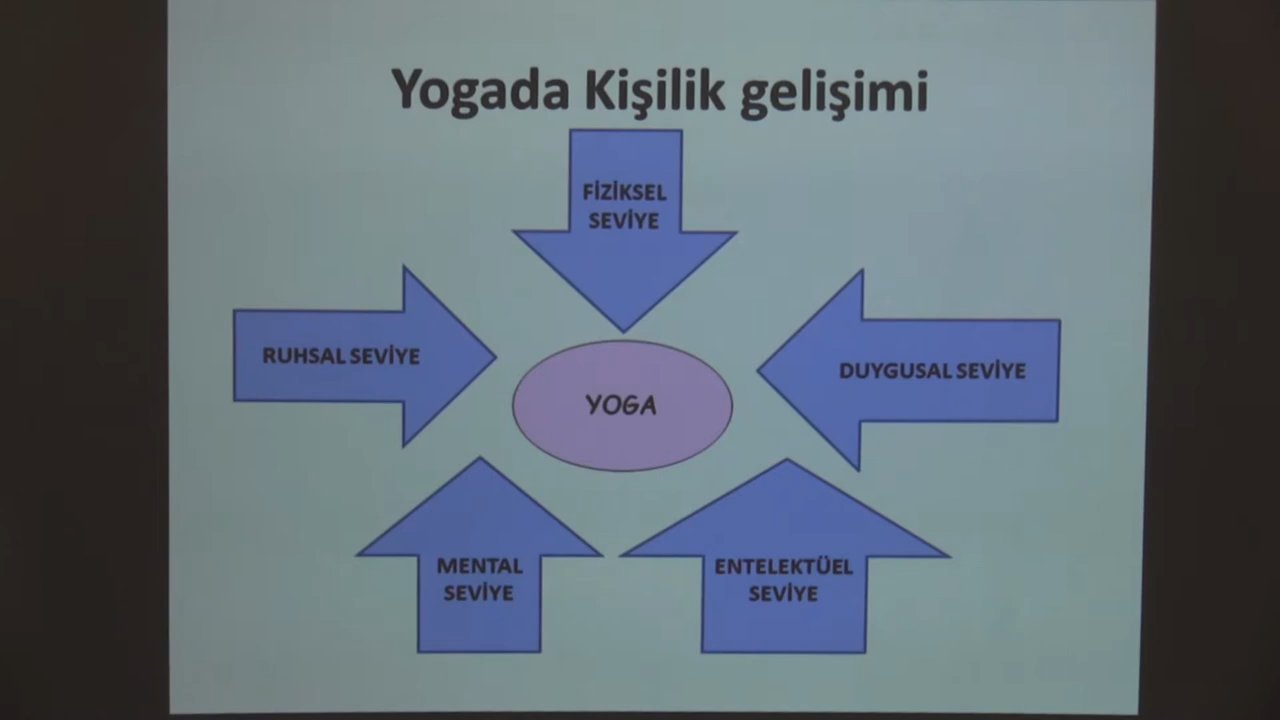 Yogada Kişilik gelişimi
FİZİKSEL
SEVİYE
RUHSAL SEVİYE
DUYGUSAL SEVİYE
YOGA
MENTAL
SEVİYE
ENTELEKTÜEL
SEVİYE